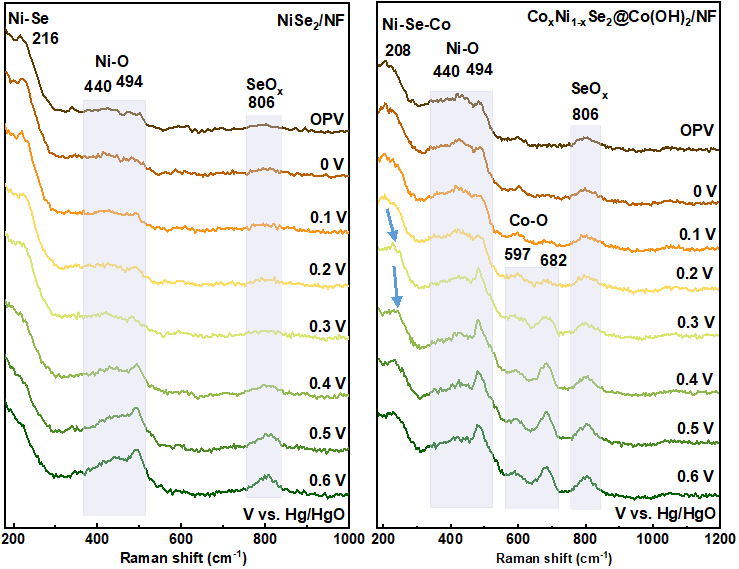 Ni-Se
NiSe₂/NF
216
Ni-O
440 494
SeOₓ
806
OPV
0 V
0.1 V
0.2 V
0.3 V
0.4 V
0.5 V
0.6 V
V vs. Hg/HgO
200 400 600 800 1000
Raman shift (cm⁻¹)
CoₓNi₁₋ₓSe₂@Co(OH)₂/NF
Ni-Se-Co
208
Ni-O
440 494
SeOₓ
806
OPV
0 V
0.1 V
Co-O
597 682
0.2 V
0.3 V
0.4 V
0.5 V
0.6 V
V vs. Hg/HgO
200 400 600 800 1000 1200
Raman shift (cm⁻¹)